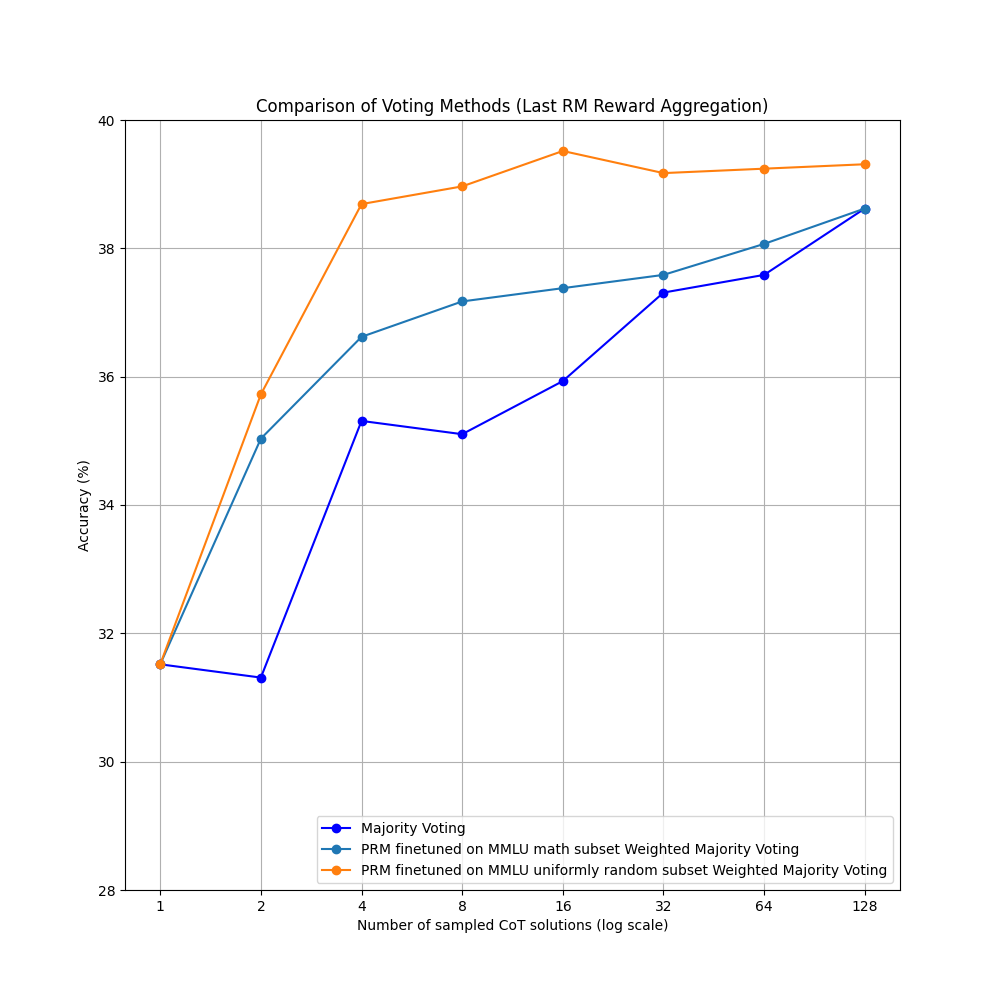 Comparison of Voting Methods (Last RM Reward Aggregation)
40
38
36
34
32
30
28
Accuracy (%)
Majority Voting
PRM finetuned on MMLU math subset Weighted Majority Voting
PRM finetuned on MMLU uniformly random subset Weighted Majority Voting
1 2 4 8 16 32 64 128
Number of sampled CoT solutions (log scale)